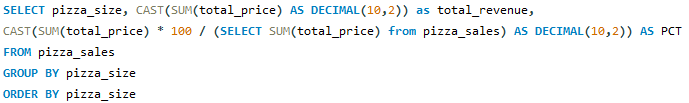 SELECT pizza_size, CAST(SUM(total_price) AS DECIMAL(10,2)) as total_revenue,
CAST(SUM(total_price) * 100 / (SELECT SUM(total_price) from pizza_sales) AS DECIMAL(10,2)) AS PCT
FROM pizza_sales
GROUP BY pizza_size
ORDER BY pizza_size